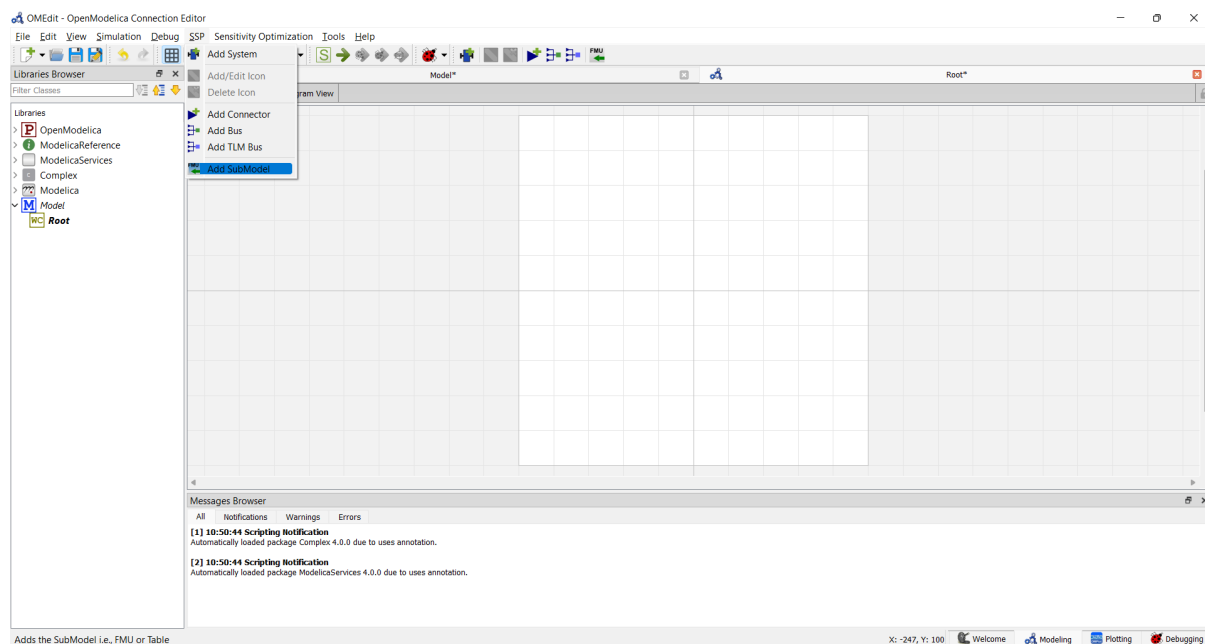 OMEdit - OpenModelica Connection Editor
File Edit View Simulation Debug SSP Sensitivity Optimization Tools Help
Add System
S
FMU
Libraries Browser
Model*
Root*
Add/Edit Icon
Filter Classes
Delete Icon
gram View
Libraries
Add Connector
P OpenModelica
Add Bus
i ModelicaReference
Add TLM Bus
ModelicaServices
Add SubModel
C Complex
Modelica
M Model
WC Root
Messages Browser
All Notifications Warnings Errors
[1] 10:50:44 Scripting Notification
Automatically loaded package Complex 4.0.0 due to uses annotation.
[2] 10:50:44 Scripting Notification
Automatically loaded package ModelicaServices 4.0.0 due to uses annotation.
Adds the SubModel i.e., FMU or Table
X: -247, Y: 100 Welcome Modeling Plotting Debugging